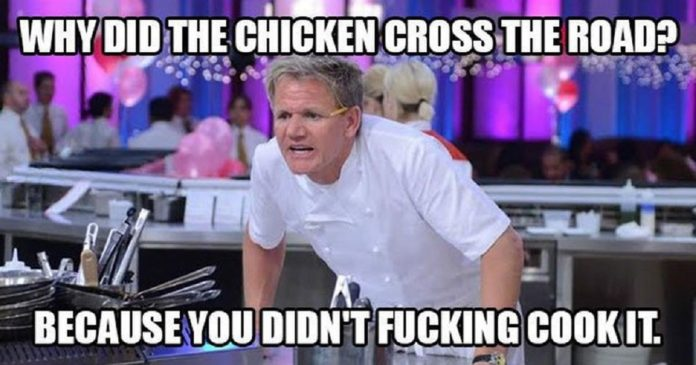 WHY DID THE CHICKEN CROSS THE ROAD?
BECAUSE YOU DIDN'T FUCKING COOK IT.